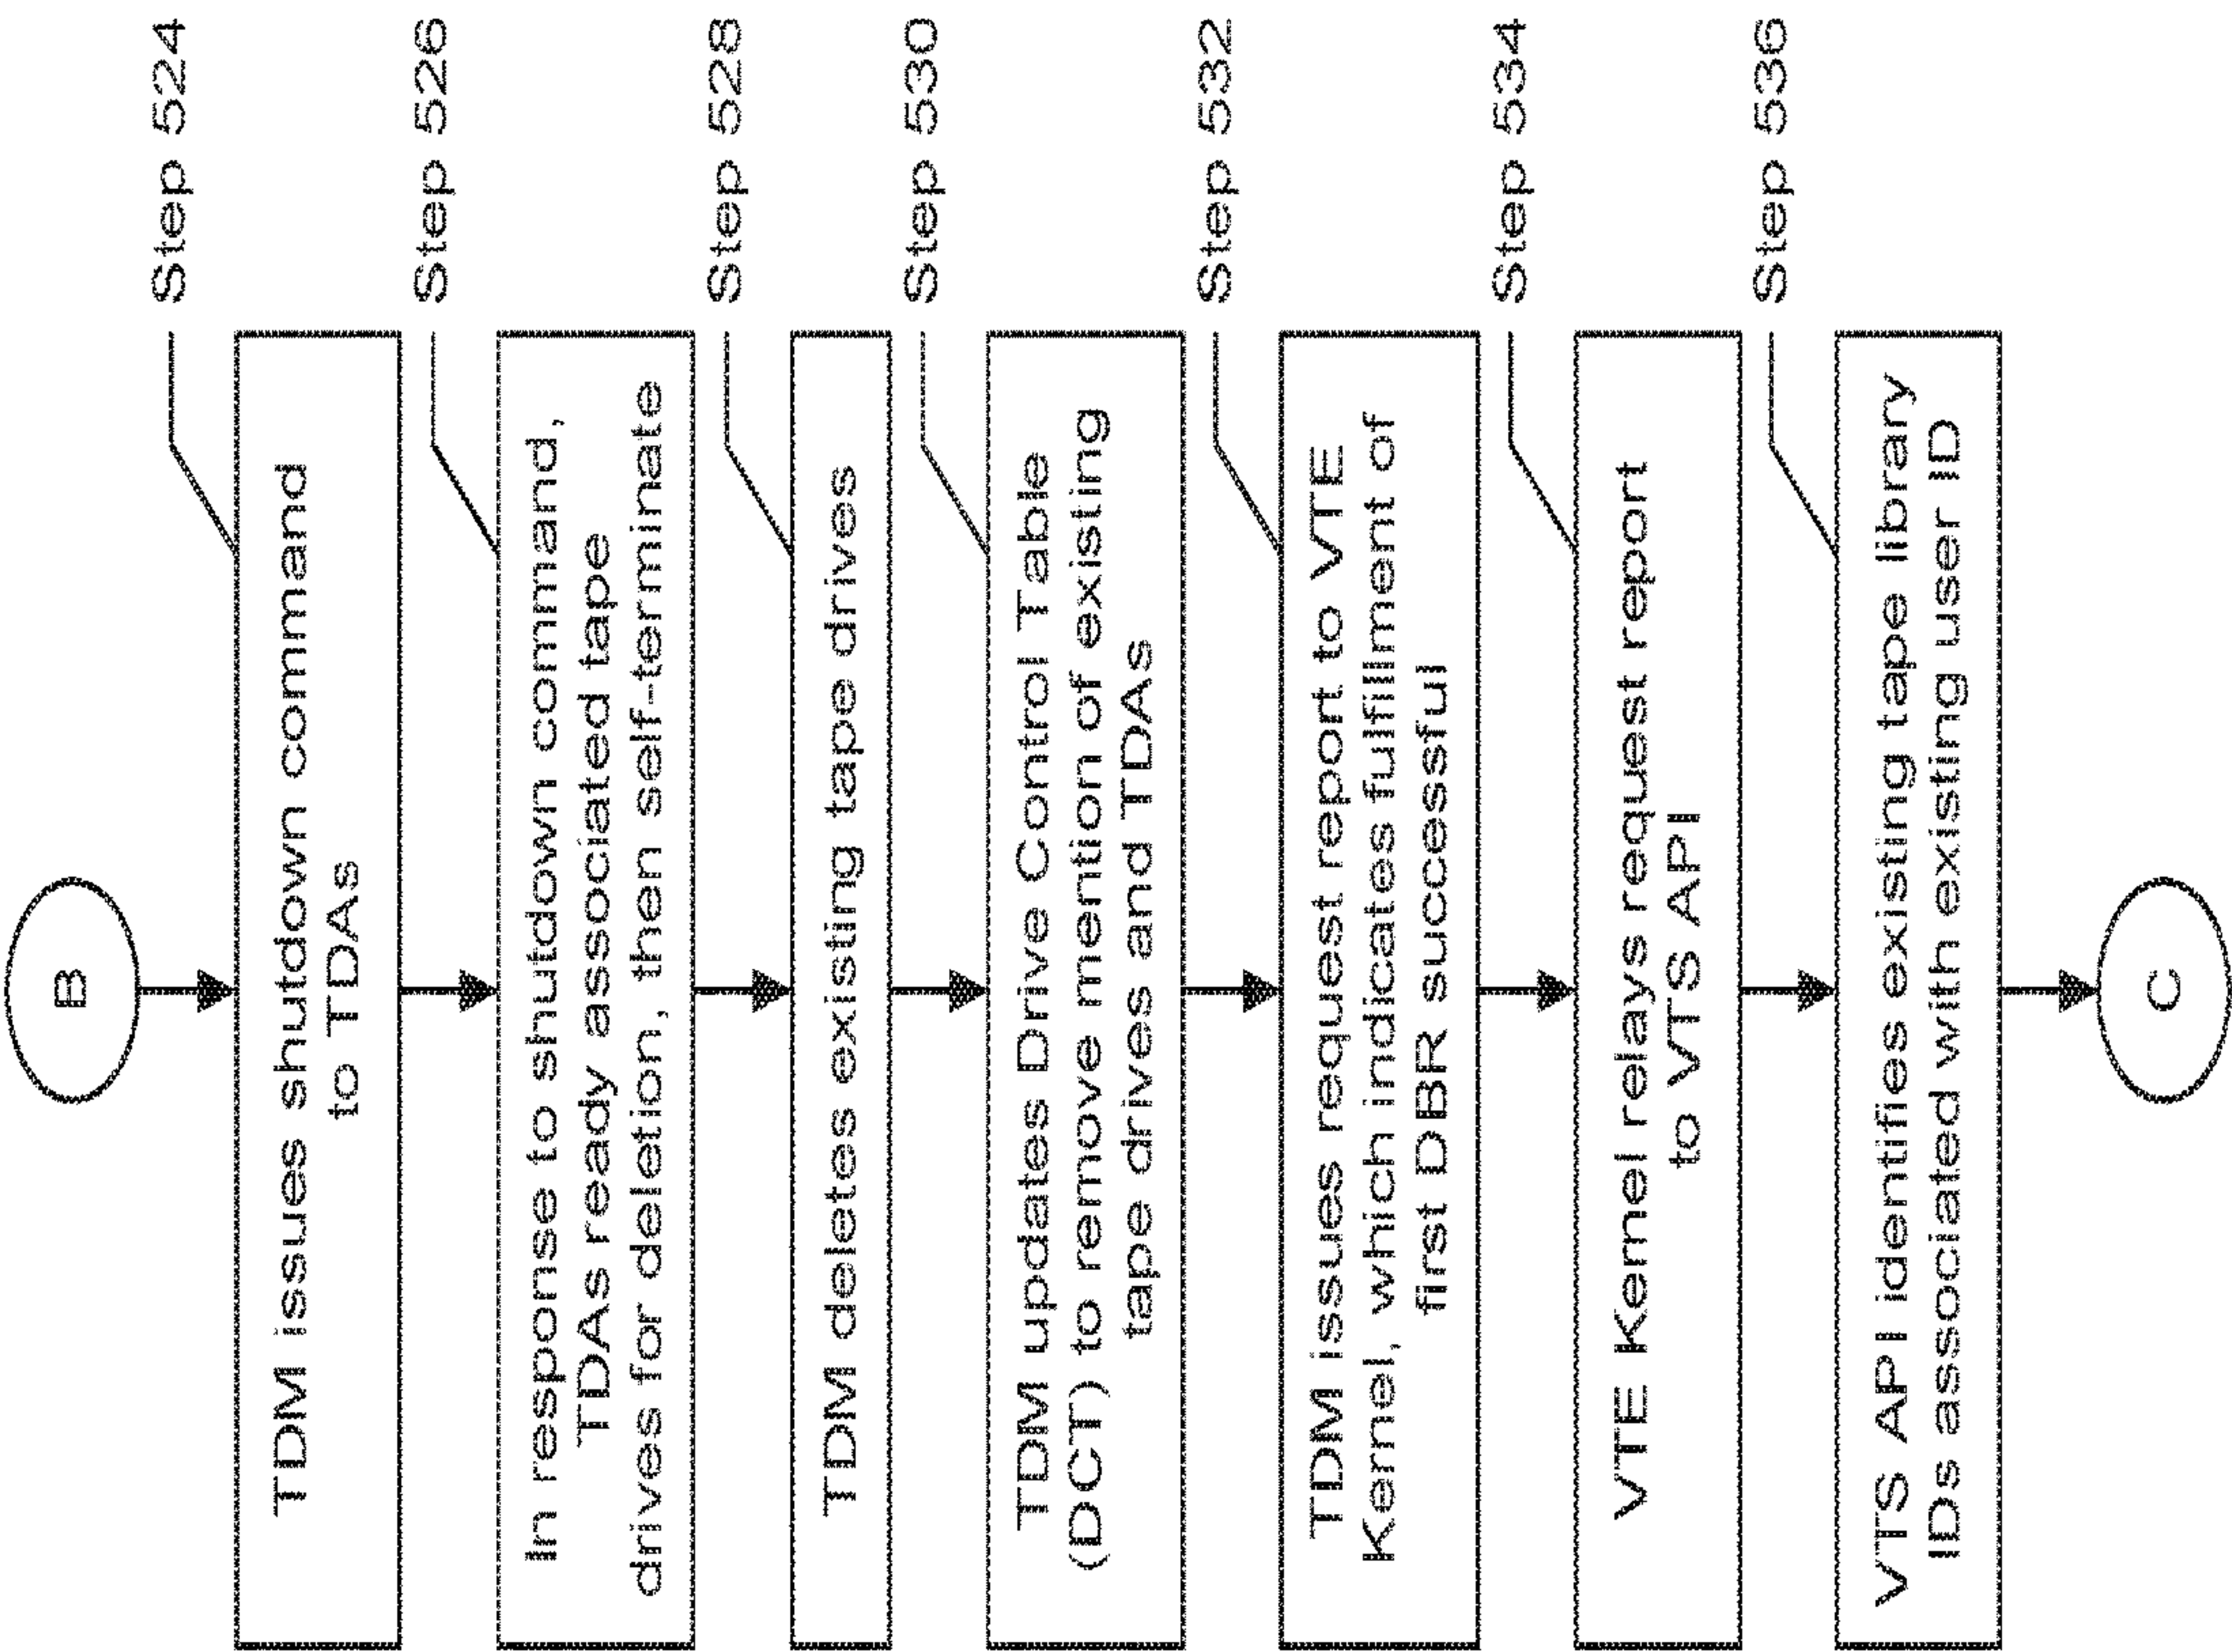 B
Step 524
TDM issues shutdown command
to TDAs
Step 526
In response to shutdown command,
TDAs ready associated tape
drives for deletion, then self-terminate
Step 528
TDM deletes existing tape drives
Step 530
TDM updates Drive Control Table
(DCT) to remove mention of existing
tape drives and TDAs
Step 532
TDM issues request report to VTE
Kernel, which indicates fulfillment of
first DBR successful
Step 534
VTE Kernel relays request report
to VTS API
Step 536
VTS API identifies existing tape library
IDs associated with existing user ID
C